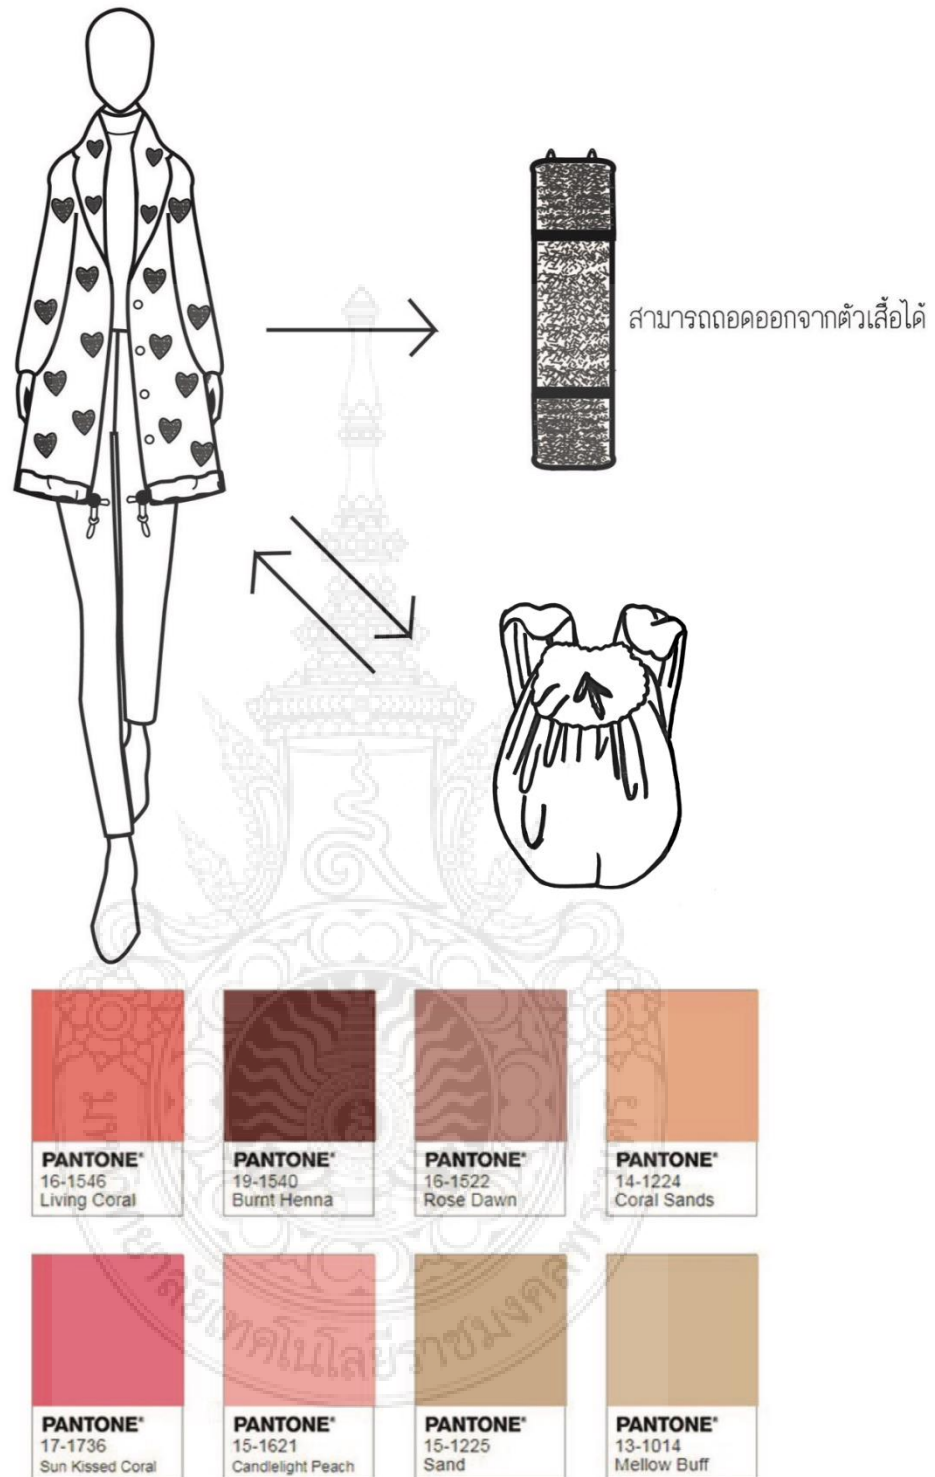 สามารถถอดออกจากตัวเสื้อได้
PANTONE®
16-1546
Living Coral
PANTONE®
19-1540
Burnt Henna
PANTONE®
16-1522
Rose Dawn
PANTONE®
14-1224
Coral Sands
PANTONE®
17-1736
Sun Kissed Coral
PANTONE®
15-1621
Candlelight Peach
PANTONE®
15-1225
Sand
PANTONE®
13-1014
Mellow Buff